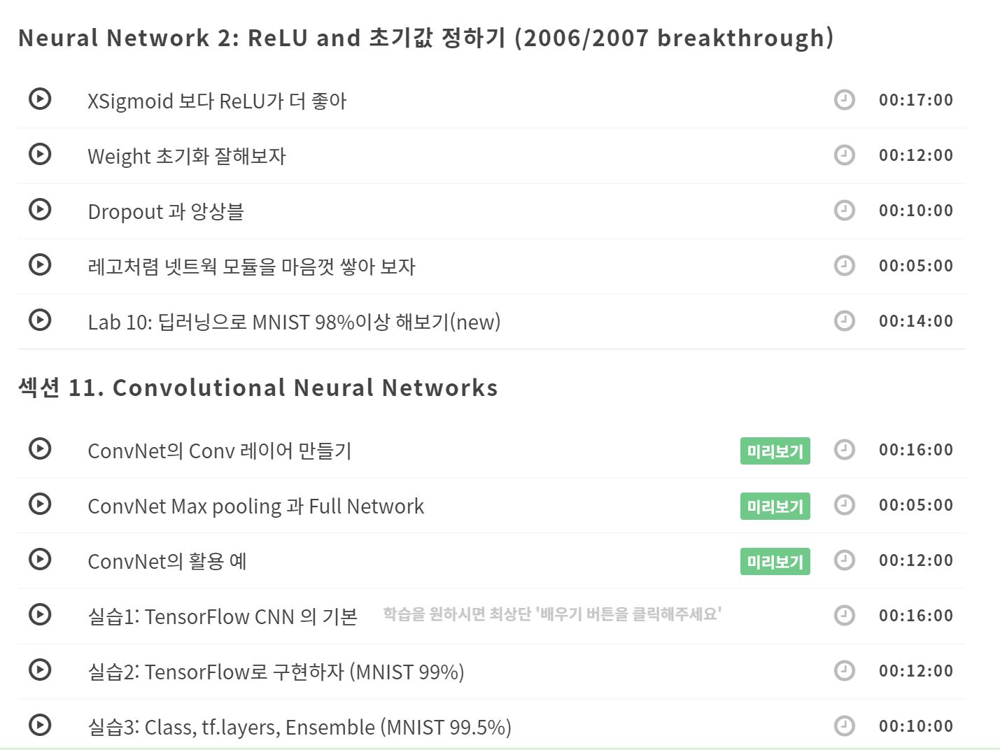 Neural Network 2: ReLU and 초기값 정하기 (2006/2007 breakthrough)
XSigmoid 보다 ReLU가 더 좋아 00:17:00
Weight 초기화 잘해보자 00:12:00
Dropout 과 앙상블 00:10:00
레고처렴 넷트웍 모듈을 마음껏 쌓아 보자 00:05:00
Lab 10: 딥러닝으로 MNIST 98%이상 해보기(new) 00:14:00
섹션 11. Convolutional Neural Networks
ConvNet의 Conv 레이어 만들기 미리보기 00:16:00
ConvNet Max pooling 과 Full Network 미리보기 00:05:00
ConvNet의 활용 예 미리보기 00:12:00
실습1: TensorFlow CNN 의 기본 학습을 원하시면 최상단 '배우기 버튼을 클릭해주세요' 00:16:00
실습2: TensorFlow로 구현하자 (MNIST 99%) 00:12:00
실습3: Class, tf.layers, Ensemble (MNIST 99.5%) 00:10:00